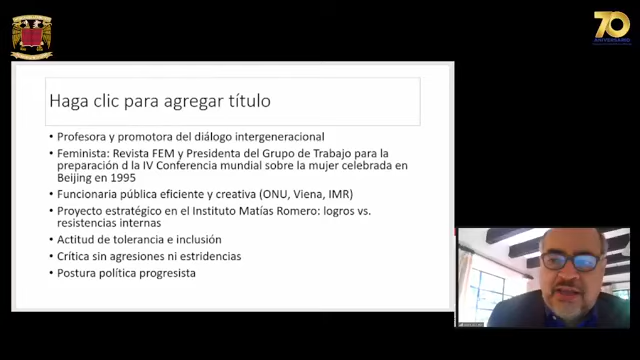 70
ANIVERSARIO
Haga clic para agregar título
• Profesora y promotora del diálogo intergeneracional
• Feminista: Revista FEM y Presidenta del Grupo de Trabajo para la
preparación d la IV Conferencia mundial sobre la mujer celebrada en
Beijing en 1995
• Funcionaria pública eficiente y creativa (ONU, Viena, IMR)
• Proyecto estratégico en el Instituto Matías Romero: logros vs.
resistencias internas
• Actitud de tolerancia e inclusión
• Crítica sin agresiones ni estridencias
• Postura política progresista